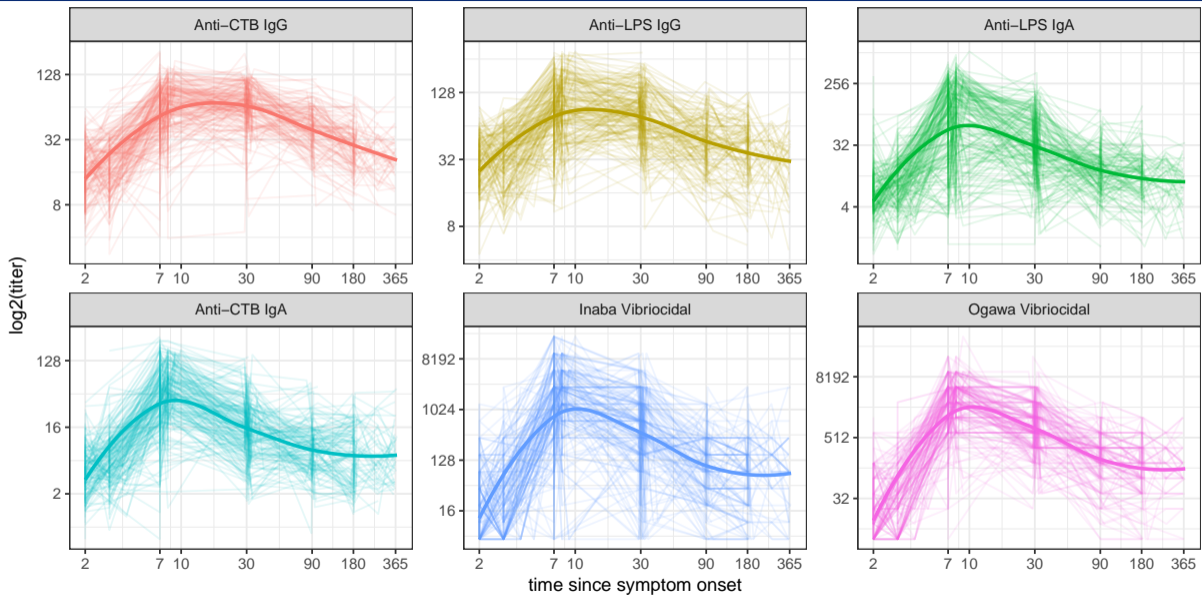 Anti−CTB IgG
Anti−LPS IgG
Anti−LPS IgA
128
32
8
128
32
8
256
32
4
2 7 10 30 90 180 365
2 7 10 30 90 180 365
2 7 10 30 90 180 365
log2(titer)
Anti−CTB IgA
Inaba Vibriocidal
Ogawa Vibriocidal
128
16
2
8192
1024
128
16
8192
512
32
2 7 10 30 90 180 365
2 7 10 30 90 180 365
2 7 10 30 90 180 365
time since symptom onset